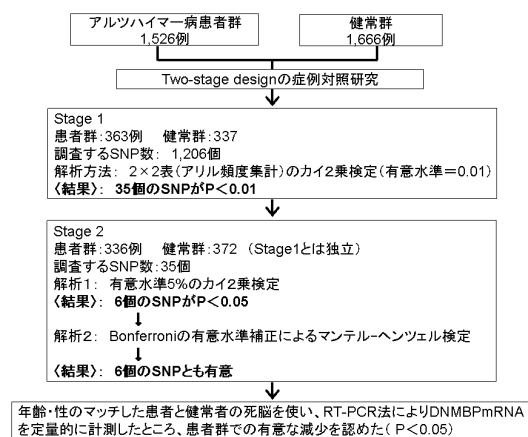 アルツハイマー病患者群
1,526例
健常群
1,666例
Two-stage designの症例対照研究
Stage 1
患者群：363例　健常群：337
調査するSNP数： 1,206個
解析方法： 2×2表（アリル頻度集計）のカイ2乗検定（有意水準＝0.01）
〈結果〉： 35個のSNPがP＜0.01
Stage 2
患者群：336例　健常群：372　（Stage1とは独立）
調査するSNP数：35個
解析1： 有意水準5%のカイ2乗検定
〈結果〉： 6個のSNPがP＜0.05
解析2： Bonferroniの有意水準補正によるマンテル-ヘンツェル検定
〈結果〉： 6個のSNPとも有意
年齢・性のマッチした患者と健常者の死脳を使い、RT-PCR法によりDNMBPmRNA
を定量的に計測したところ、患者群での有意な減少を認めた（ P＜0.05）